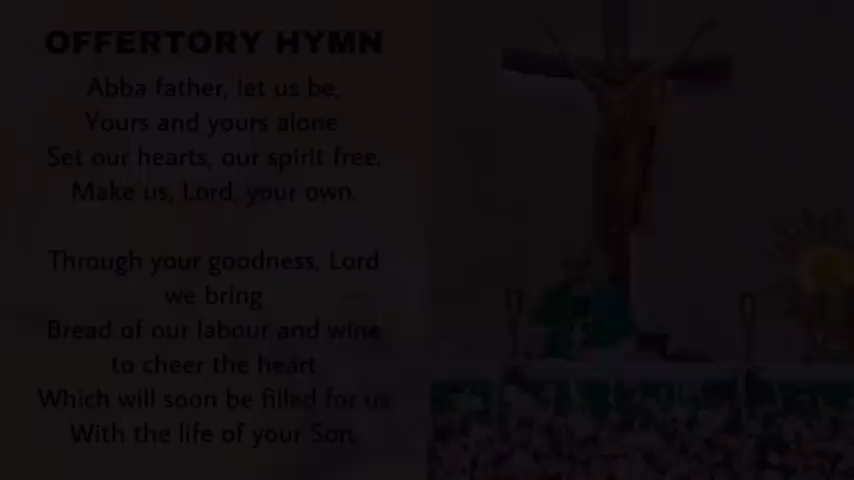 OFFERTORY HYMN
Abba father, let us be,
Yours and yours alone
Set our hearts, our spirit free.
Make us, Lord, your own.
Through your goodness, Lord
we bring
Bread of our labour and wine
to cheer the heart
Which will soon be filled for us
With the life of your Son.